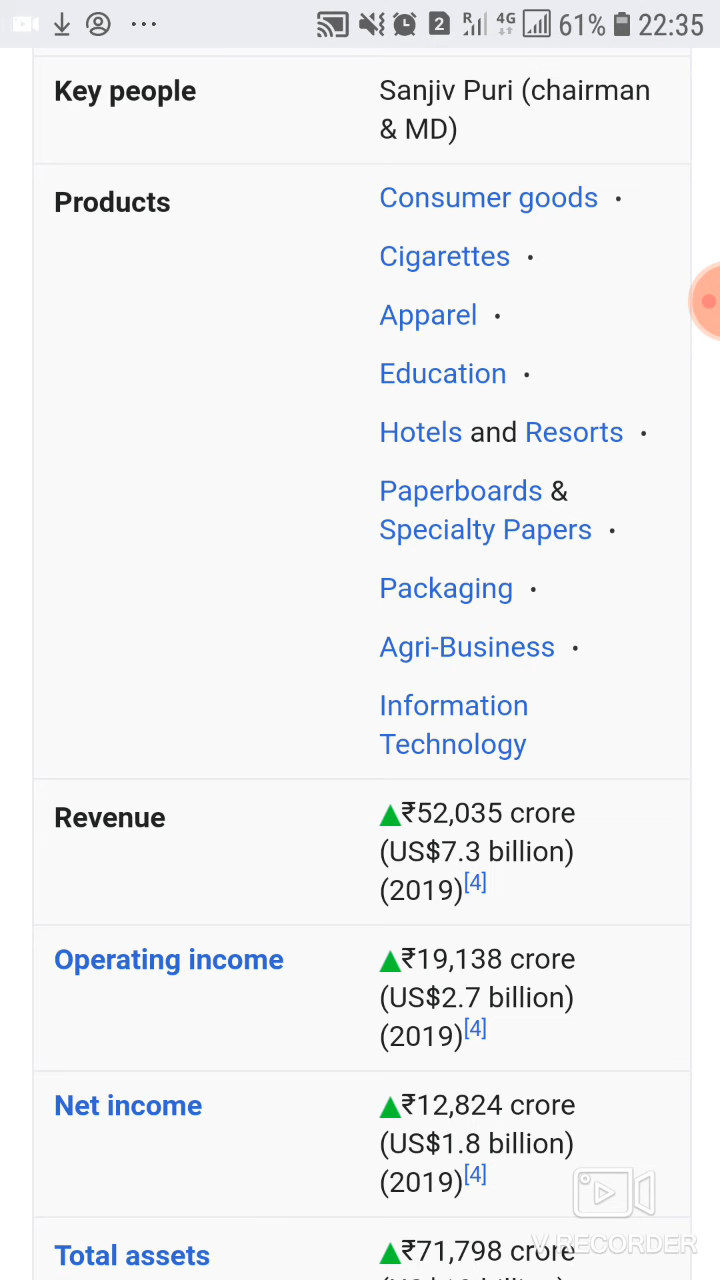 2 R 4G 61% 22:35
Key people
Sanjiv Puri (chairman
& MD)
Products
Consumer goods •
Cigarettes •
Apparel •
Education •
Hotels and Resorts •
Paperboards &
Specialty Papers •
Packaging •
Agri-Business •
Information
Technology
Revenue
▲₹52,035 crore
(US$7.3 billion)
(2019)[4]
Operating income
▲₹19,138 crore
(US$2.7 billion)
(2019)[4]
Net income
▲₹12,824 crore
(US$1.8 billion)
(2019)[4]
Total assets
▲₹71,798 crore
V RECORDER